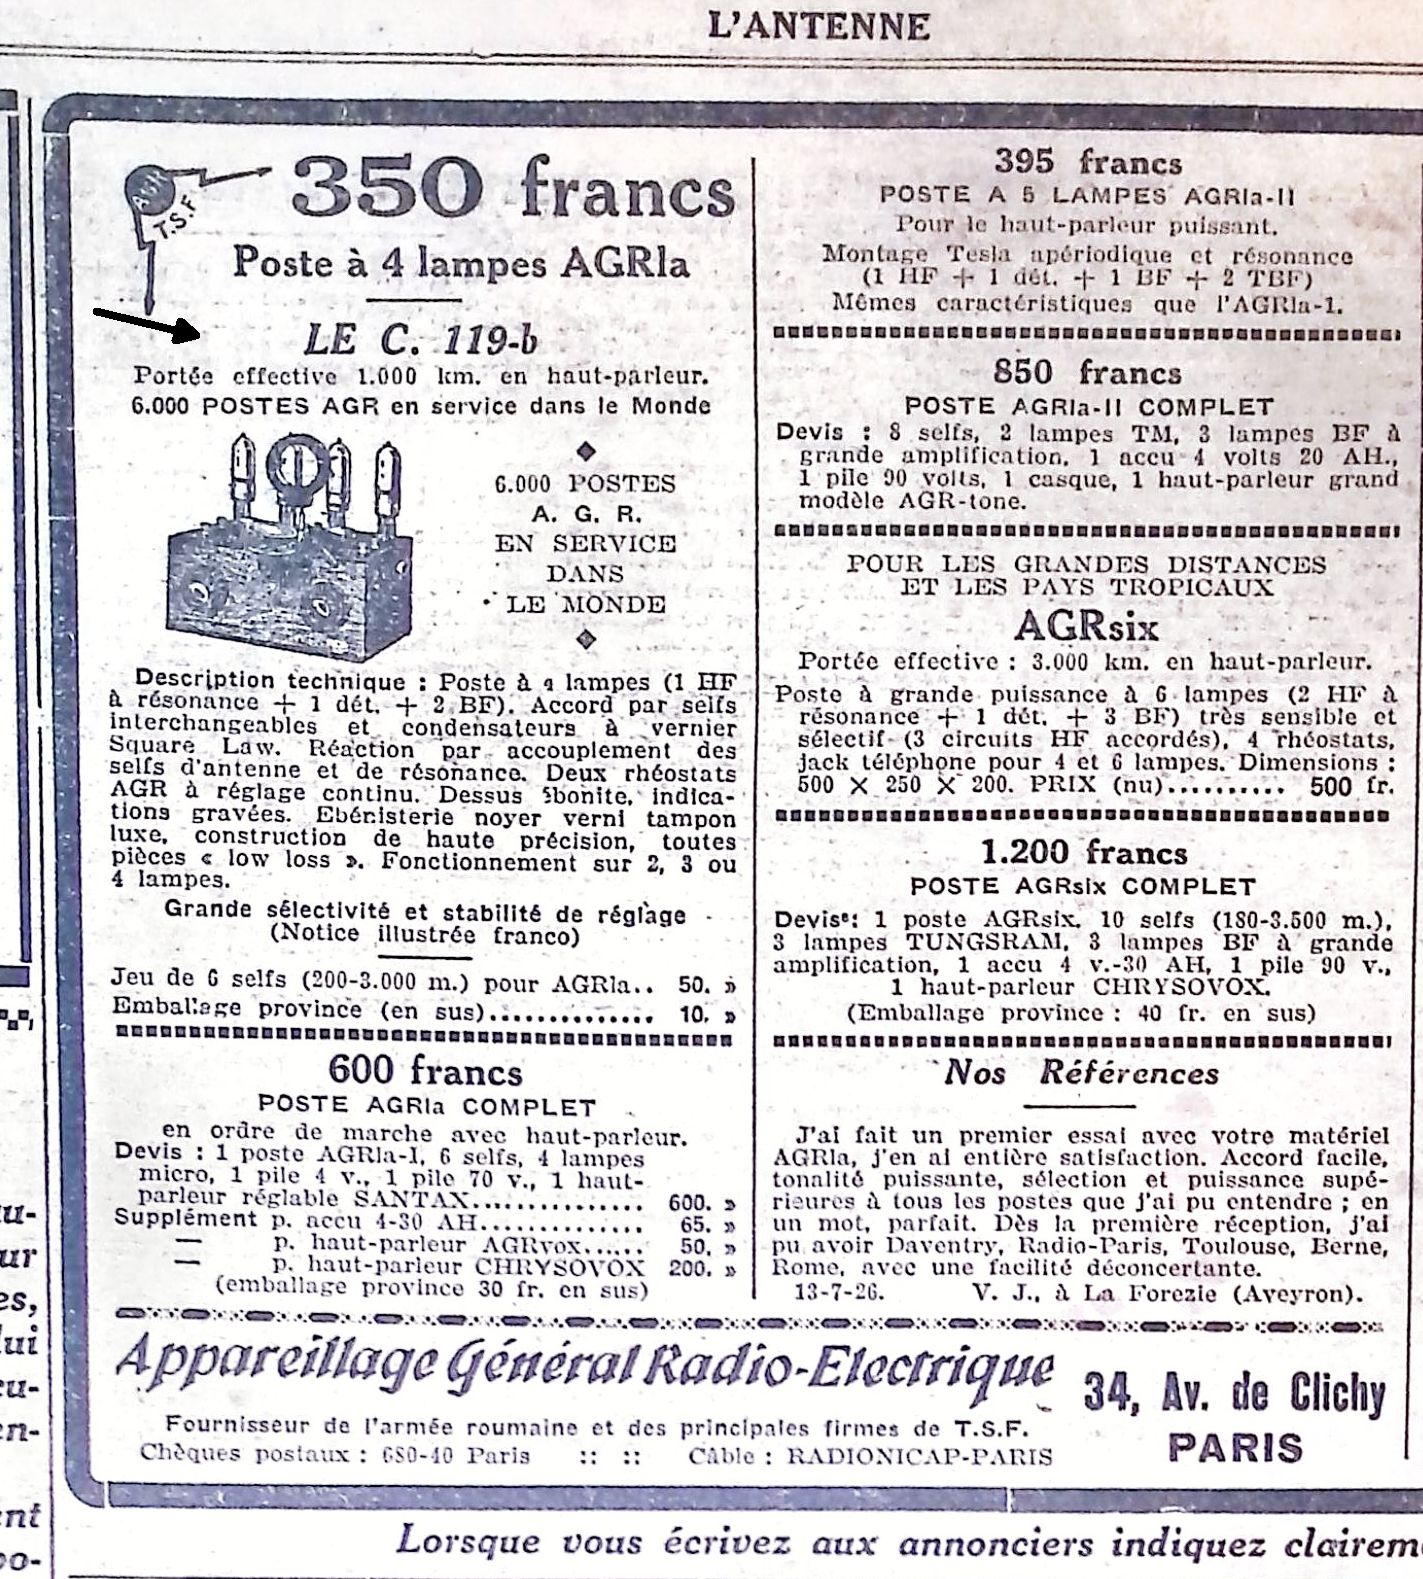 L'ANTENNE
AGR
T.S.F
350 francs
Poste à 4 lampes AGRIa
LE C. 119-b
Portée effective 1.000 km. en haut-parleur.
6.000 POSTES AGR en service dans le Monde
6.000 POSTES
A. G. R.
EN SERVICE
DANS
LE MONDE
Description technique : Poste à 4 lampes (1 HF
à résonance + 1 dét. + 2 BF). Accord par selfs
interchangeables et condensateurs à vernier
Square Law. Réaction par accouplement des
selfs d'antenne et de résonance. Deux rhéostats
AGR à réglage continu. Dessus ébonite, indica-
tions gravées. Ebénisterie noyer verni tampon
luxe, construction de haute précision, toutes
pièces « low loss ». Fonctionnement sur 2, 3 ou
4 lampes.
Grande sélectivité et stabilité de réglage
(Notice illustrée franco)
Jeu de 6 selfs (200-3.000 m.) pour AGRIa.. 50. »
Emballage province (en sus).............. 10. »
600 francs
POSTE AGRIa COMPLET
en ordre de marche avec haut-parleur.
Devis : 1 poste AGRIa-I, 6 selfs, 4 lampes
micro, 1 pile 4 v., 1 pile 70 v., 1 haut-
parleur réglable SANTAX............... 600. »
Supplément p. accu 4-30 AH.............. 65. »
— p. haut-parleur AGRvox...... 50. »
— p. haut-parleur CHRYSOVOX 200. »
(emballage province 30 fr. en sus)
395 francs
POSTE A 5 LAMPES AGRIa-II
Pour le haut-parleur puissant.
Montage Tesla apériodique et résonance
(1 HF + 1 dét. + 1 BF + 2 TBF)
Mêmes caractéristiques que l'AGRIa-1.
850 francs
POSTE AGRIa-II COMPLET
Devis : 8 selfs, 2 lampes TM, 3 lampes BF à
grande amplification, 1 accu 4 volts 20 AH.,
1 pile 90 volts, 1 casque, 1 haut-parleur grand
modèle AGR-tone.
POUR LES GRANDES DISTANCES
ET LES PAYS TROPICAUX
AGRsix
Portée effective : 3.000 km. en haut-parleur.
Poste à grande puissance à 6 lampes (2 HF à
résonance + 1 dét. + 3 BF) très sensible et
sélectif (3 circuits HF accordés), 4 rhéostats,
jack téléphone pour 4 et 6 lampes. Dimensions :
500 × 250 × 200. PRIX (nu).......... 500 fr.
1.200 francs
POSTE AGRsix COMPLET
Devis : 1 poste AGRsix, 10 selfs (180-3.500 m.),
3 lampes TUNGSRAM, 3 lampes BF à grande
amplification, 1 accu 4 v.-30 AH, 1 pile 90 v.,
1 haut-parleur CHRYSOVOX.
(Emballage province : 40 fr. en sus)
Nos Références
J'ai fait un premier essai avec votre matériel
AGRIa, j'en ai entière satisfaction. Accord facile,
tonalité puissante, sélection et puissance supé-
rieures à tous les postes que j'ai pu entendre ; en
un mot, parfait. Dès la première réception, j'ai
pu avoir Daventry, Radio-Paris, Toulouse, Berne,
Rome, avec une facilité déconcertante.
13-7-26. V. J., à La Forezie (Aveyron).
Appareillage Général Radio-Electrique
Fournisseur de l'armée roumaine et des principales firmes de T.S.F.
Chèques postaux : 680-40 Paris :: :: Câble : RADIONICAP-PARIS
34, Av. de Clichy
PARIS
Lorsque vous écrivez aux annonciers indiquez clairem